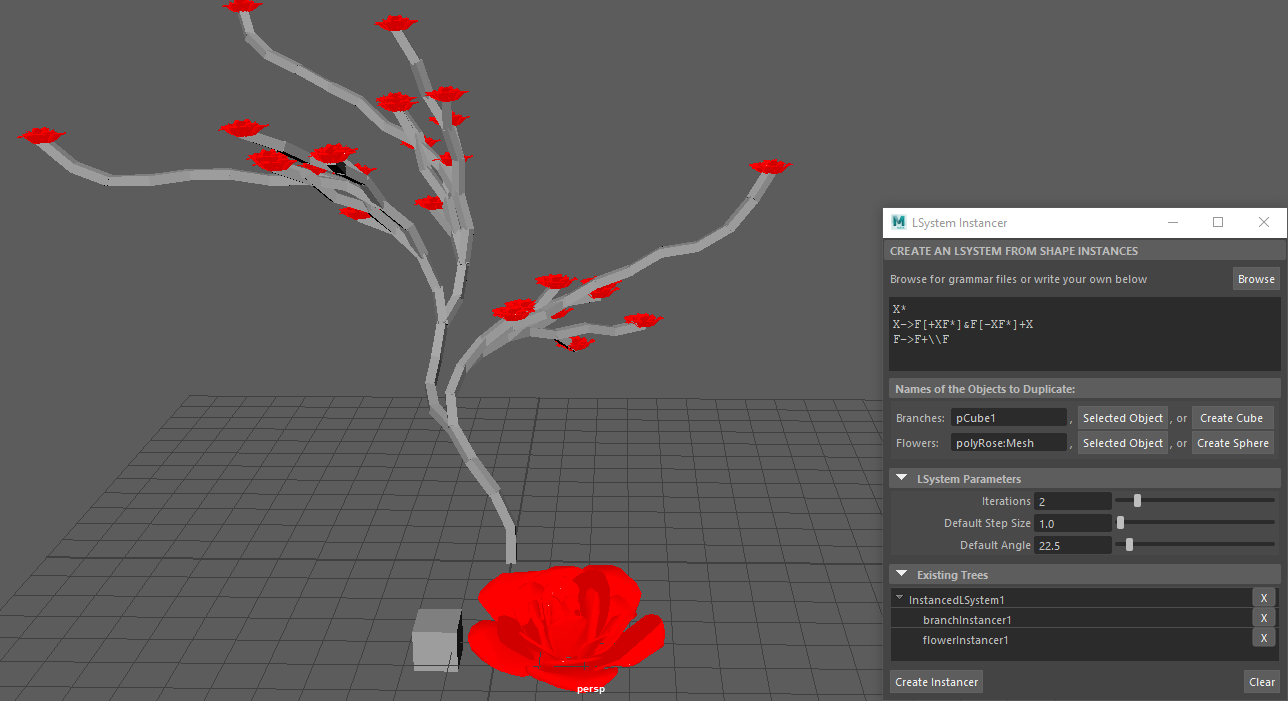 LSystem Instancer
CREATE AN LSYSTEM FROM SHAPE INSTANCES
Browse for grammar files or write your own below Browse
X*
X->F[+XF*]&F[-XF*]+X
F->F+\\F
Names of the Objects to Duplicate:
Branches: pCube1 , Selected Object , or Create Cube
Flowers: polyRose:Mesh , Selected Object , or Create Sphere
LSystem Parameters
Iterations 2
Default Step Size 1.0
Default Angle 22.5
Existing Trees
InstancedLSystem1 X
branchInstancer1 X
flowerInstancer1 X
Create Instancer Clear
persp